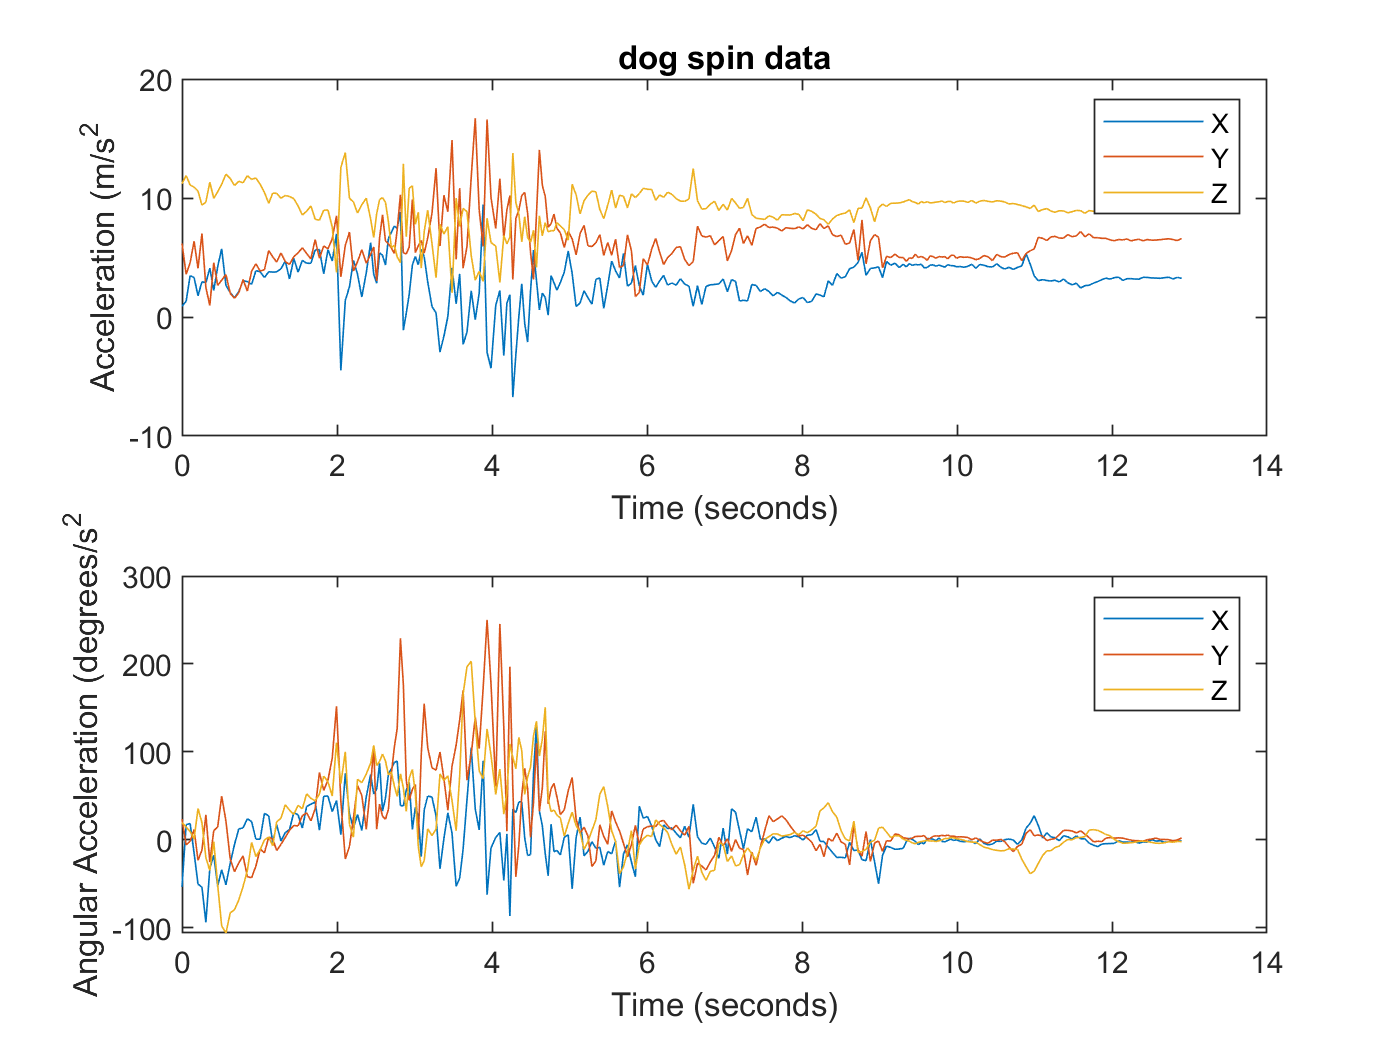 dog spin data
Acceleration (m/s²
20
10
0
-10
X
Y
Z
0 2 4 6 8 10 12 14
Time (seconds)
Angular Acceleration (degrees/s²
300
200
100
0
-100
X
Y
Z
0 2 4 6 8 10 12 14
Time (seconds)